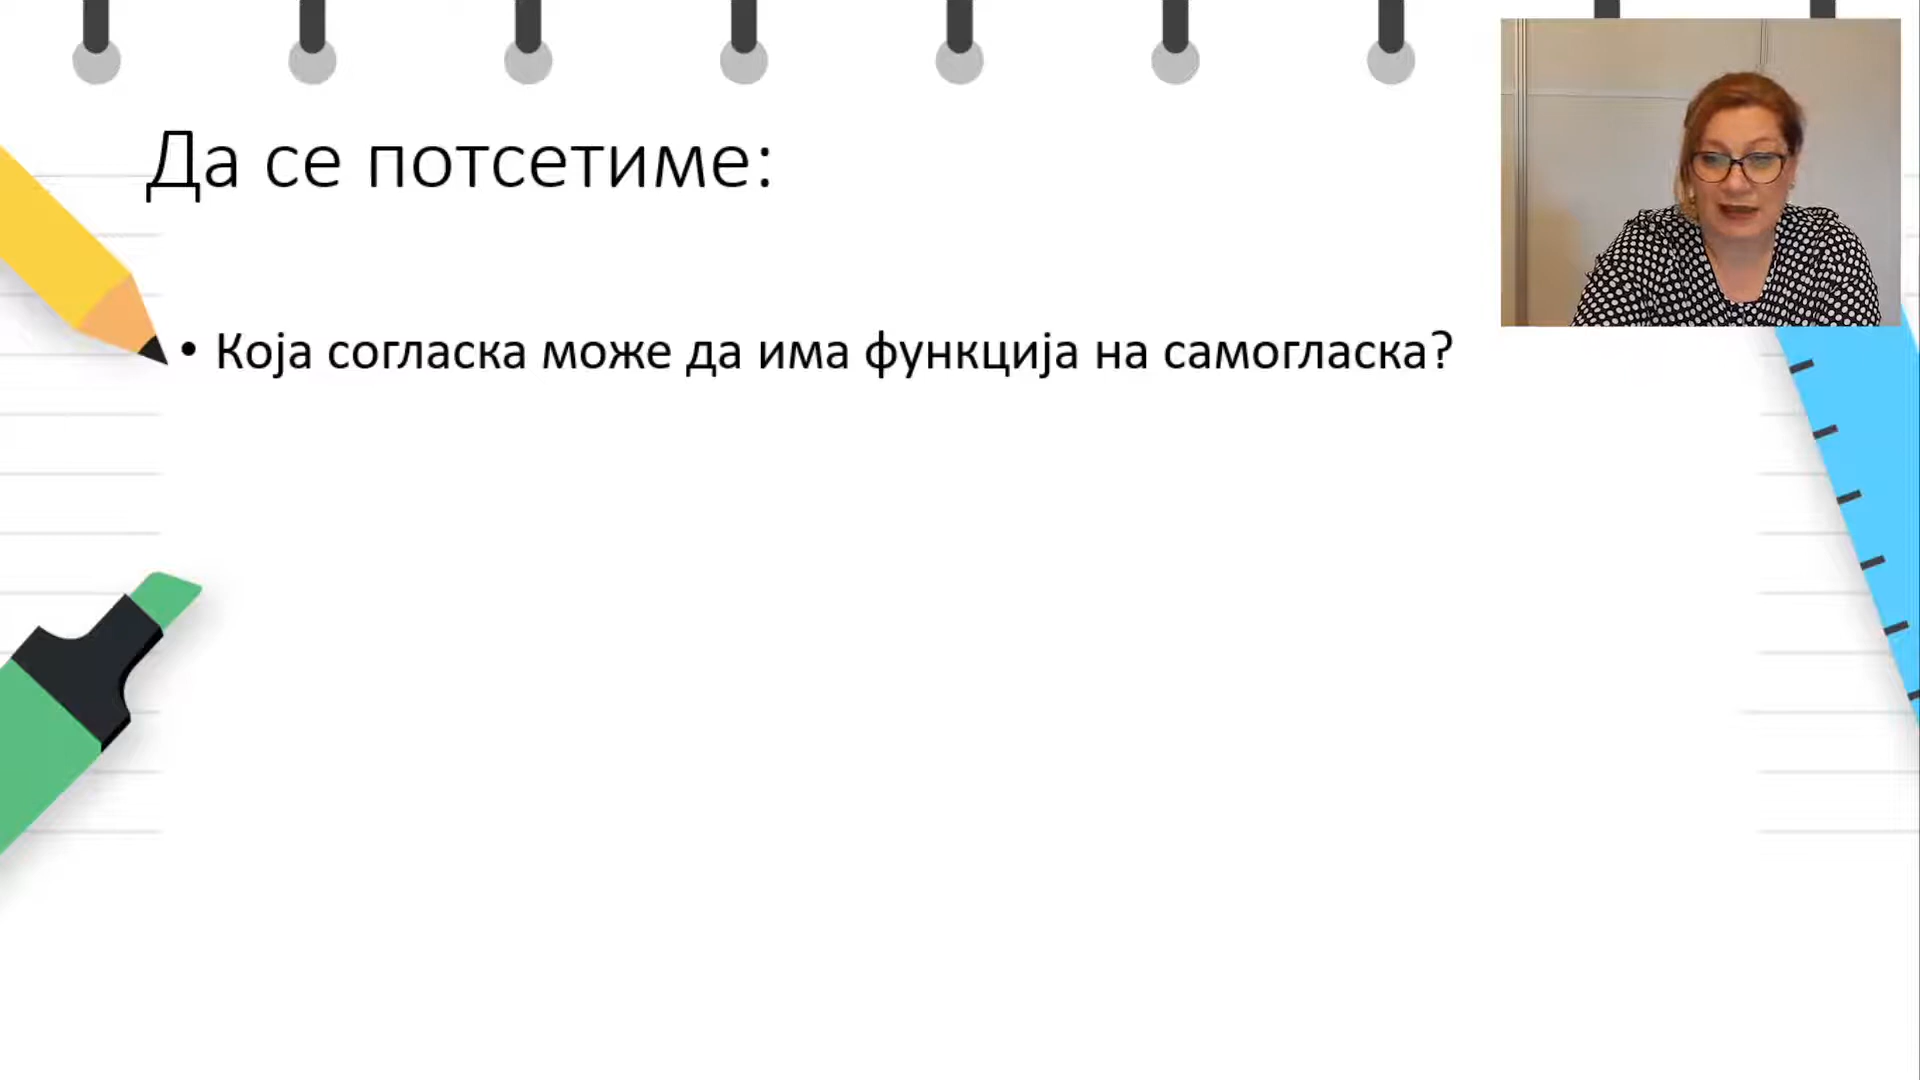 Да се потсетиме:
• Која согласка може да има функција на самогласка?